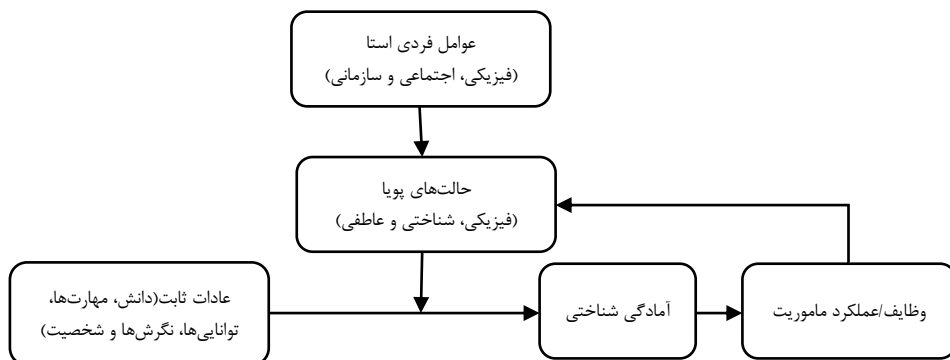 عوامل فردی استا
(فیزیکی، اجتماعی و سازمانی)
حالت‌های پویا
(فیزیکی، شناختی و عاطفی)
عادات ثابت(دانش، مهارت‌ها،
توانایی‌ها، نگرش‌ها و شخصیت)
آمادگی شناختی
وظایف/عملکرد ماموریت